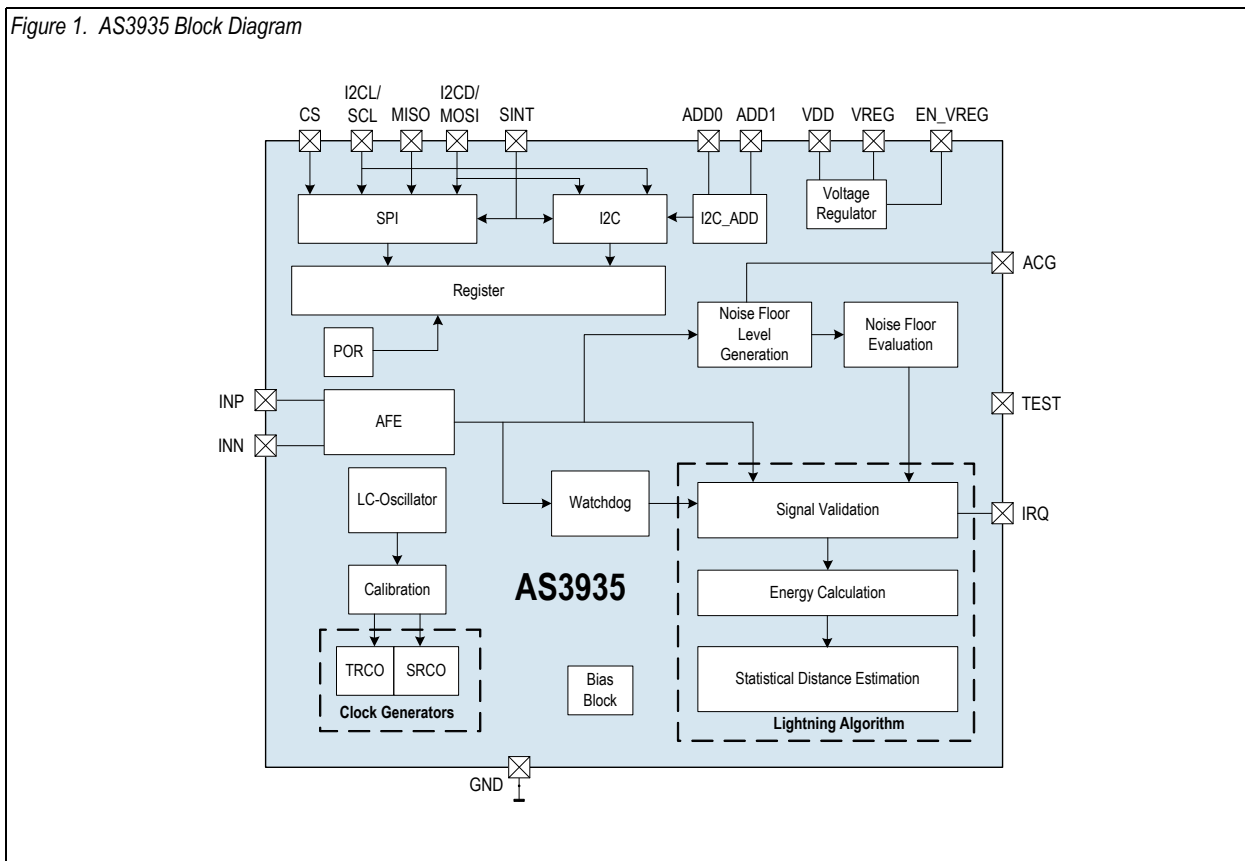 Figure 1. AS3935 Block Diagram
I2CL/
SCL
I2CD/
MOSI
CS
MISO
SINT
ADD0
ADD1
VDD
VREG
EN_VREG
SPI
I2C
I2C_ADD
Voltage
Regulator
ACG
Register
Noise Floor
Level
Generation
Noise Floor
Evaluation
POR
INP
AFE
TEST
INN
LC-Oscillator
Watchdog
Signal Validation
IRQ
Calibration
AS3935
Energy Calculation
TRCO
SRCO
Clock Generators
Bias
Block
Statistical Distance Estimation
Lightning Algorithm
GND